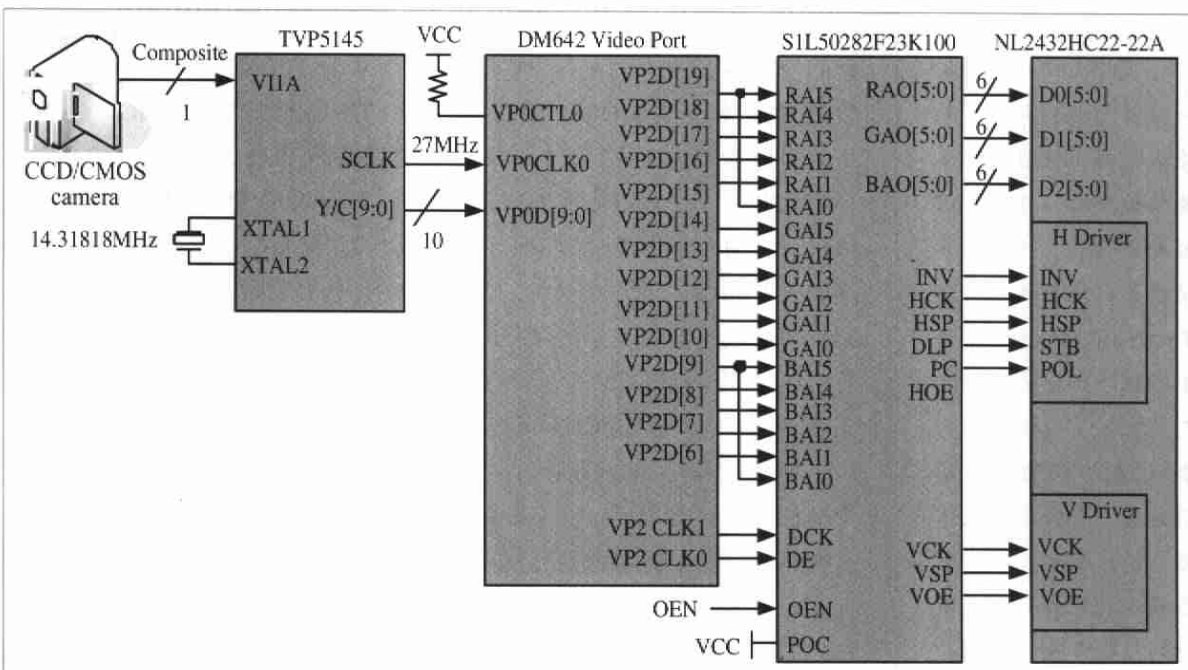 TVP5145
VCC
DM642 Video Port
S1L50282F23K100
NL2432HC22-22A
Composite
1
CCD/CMOS
camera
14.31818MHz
VI1A
SCLK
Y/C[9:0]
XTAL1
XTAL2
27MHz
10
VP0CTL0
VP0CLK0
VP0D[9:0]
VP2D[19]
VP2D[18]
VP2D[17]
VP2D[16]
VP2D[15]
VP2D[14]
VP2D[13]
VP2D[12]
VP2D[11]
VP2D[10]
VP2D[9]
VP2D[8]
VP2D[7]
VP2D[6]
VP2 CLK1
VP2 CLK0
OEN
VCC
RAI5
RAI4
RAI3
RAI2
RAI1
RAI0
GAI5
GAI4
GAI3
GAI2
GAI1
GAI0
BAI5
BAI4
BAI3
BAI2
BAI1
BAI0
DCK
DE
OEN
POC
RAO[5:0]
GAO[5:0]
BAO[5:0]
INV
HCK
HSP
DLP
PC
HOE
VCK
VSP
VOE
6
6
6
D0[5:0]
D1[5:0]
D2[5:0]
H Driver
INV
HCK
HSP
STB
POL
V Driver
VCK
VSP
VOE